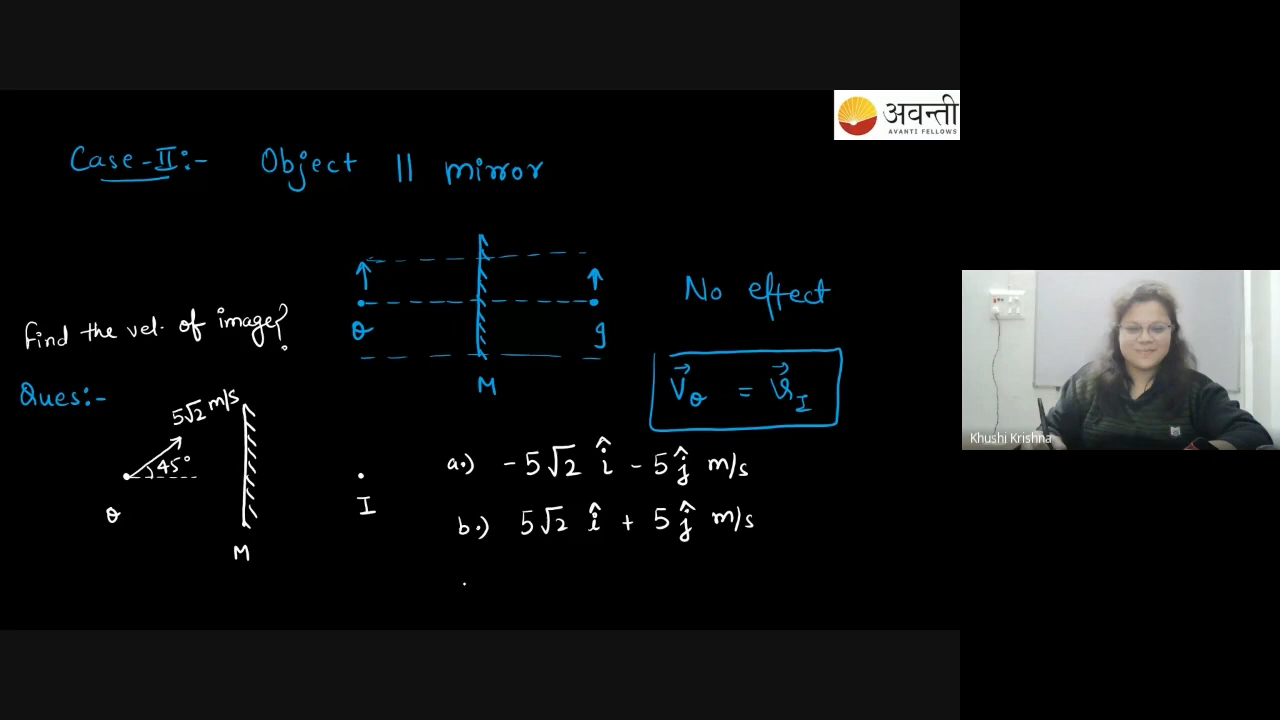 अवन्ती
AVANTI FELLOWS
Case-II:- Object || mirror
No effect
Find the vel. of image?
O
I
M
V⃗O = V⃗I
Ques:-
5√2 m/s
45°
O
M
I
a.) -5√2 î - 5ĵ m/s
b.) 5√2 î + 5ĵ m/s
Khushi Krishna